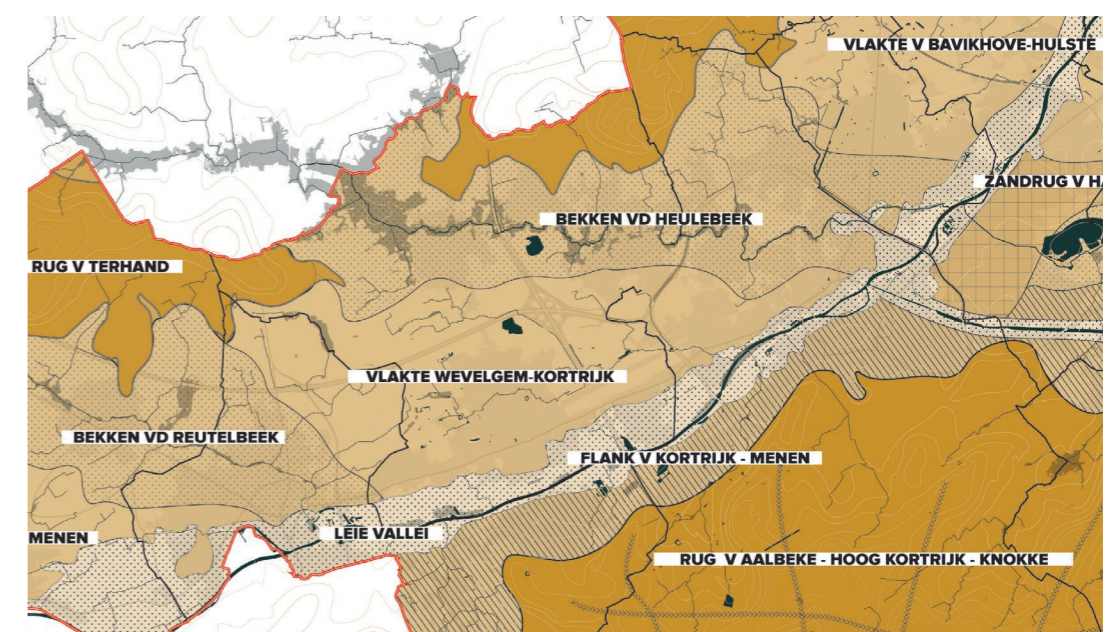 VLAKTE V BAVIKHOVE-HULSTE
ZANDRUG V HA
BEKKEN VD HEULEBEEK
RUG V TERHAND
VLAKTE WEVELGEM-KORTRIJK
BEKKEN VD REUTELBEEK
FLANK V KORTRIJK - MENEN
MENEN
LEIE VALLEI
RUG V AALBEKE - HOOG KORTRIJK - KNOKKE